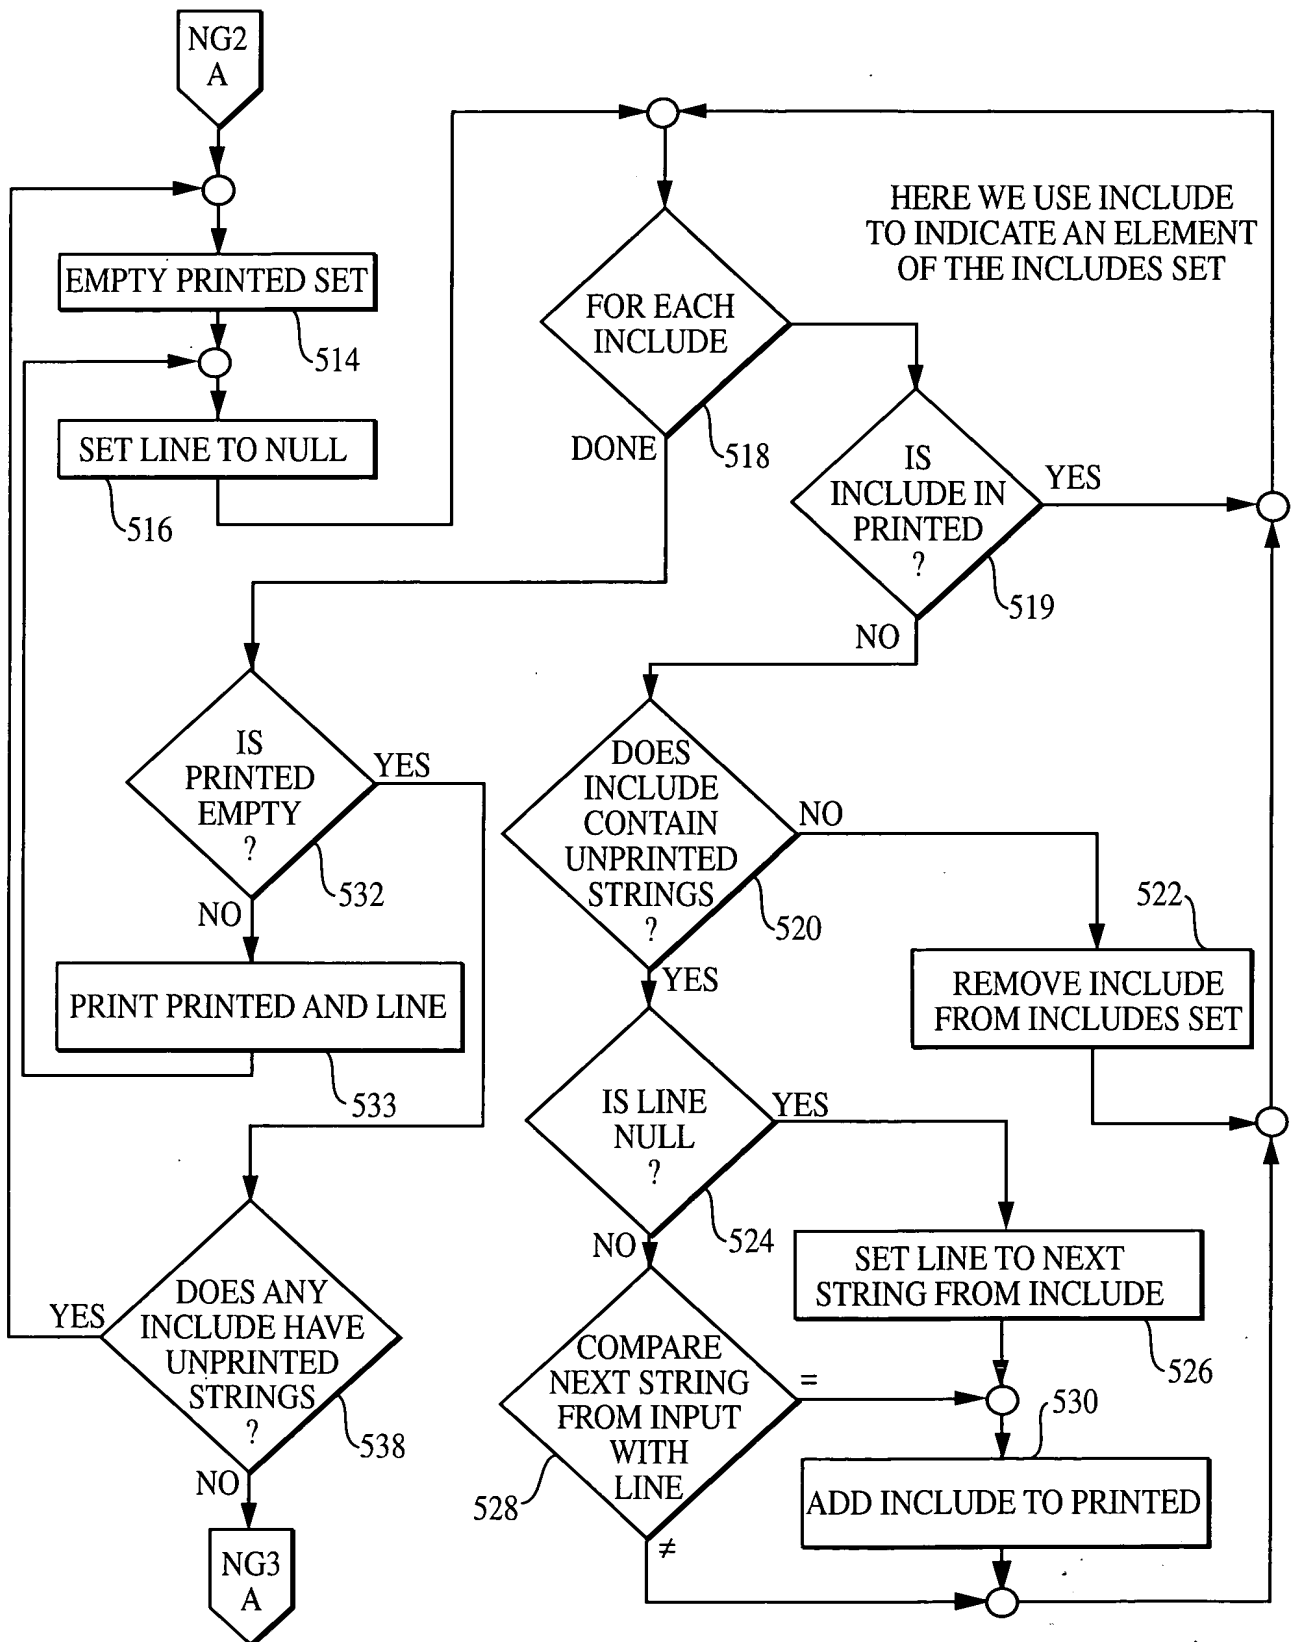 NG2
A
HERE WE USE INCLUDE
TO INDICATE AN ELEMENT
OF THE INCLUDES SET
EMPTY PRINTED SET
514
FOR EACH
INCLUDE
SET LINE TO NULL
516
DONE
518
IS
INCLUDE IN
PRINTED
?
YES
519
NO
IS
PRINTED
EMPTY
?
YES
532
NO
DOES
INCLUDE
CONTAIN
UNPRINTED
STRINGS
?
NO
520
YES
522
REMOVE INCLUDE
FROM INCLUDES SET
PRINT PRINTED AND LINE
533
IS LINE
NULL
?
YES
524
NO
SET LINE TO NEXT
STRING FROM INCLUDE
526
DOES ANY
INCLUDE HAVE
UNPRINTED
STRINGS
?
YES
538
NO
COMPARE
NEXT STRING
FROM INPUT
WITH
LINE
=
528
≠
530
ADD INCLUDE TO PRINTED
NG3
A